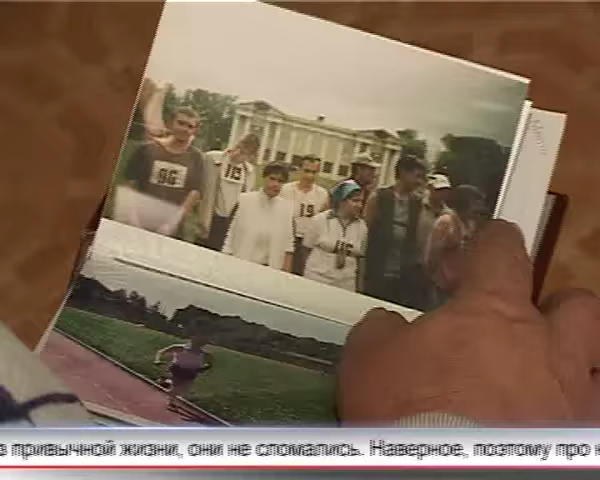 96
19
привычной жизни, они не сломались. Наверное, поэтому про